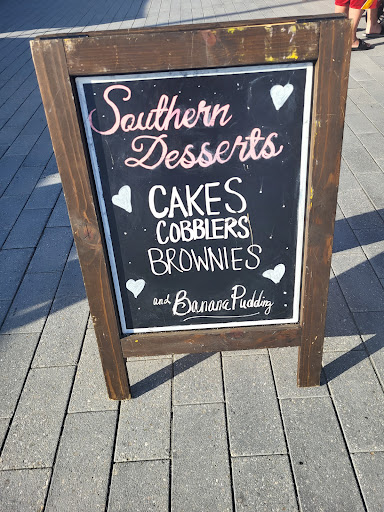 Southern
Desserts
CAKES
COBBLERS
BROWNIES
and Banana Pudding